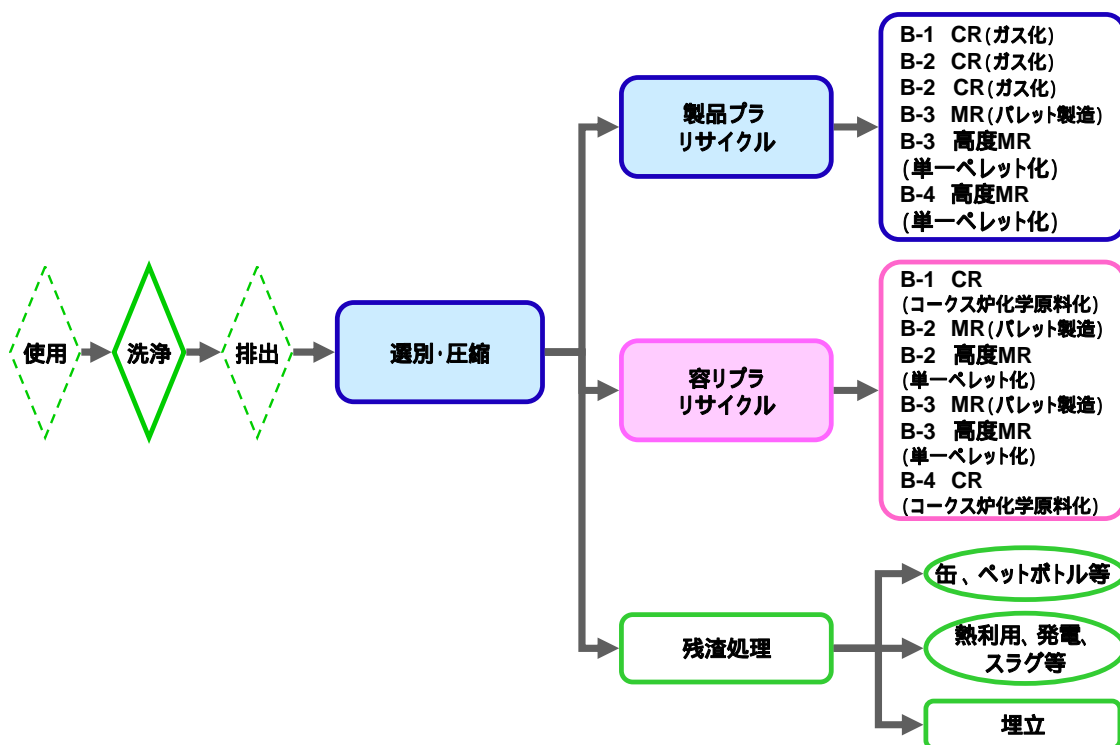 使用
洗浄
排出
選別・圧縮
製品プラ
リサイクル
B-1 CR(ガス化)
B-2 CR(ガス化)
B-2 CR(ガス化)
B-3 MR(パレット製造)
B-3 高度MR
(単一ペレット化)
B-4 高度MR
(単一ペレット化)
容リプラ
リサイクル
B-1 CR
(コークス炉化学原料化)
B-2 MR(パレット製造)
B-2 高度MR
(単一ペレット化)
B-3 MR(パレット製造)
B-3 高度MR
(単一ペレット化)
B-4 CR
(コークス炉化学原料化)
残渣処理
缶、ペットボトル等
熱利用、発電、
スラグ等
埋立